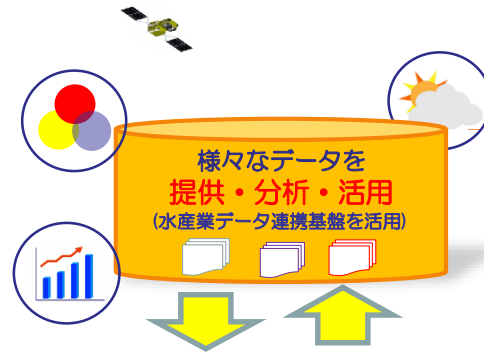 様々なデータを
提供・分析・活用
(水産業データ連携基盤を活用)